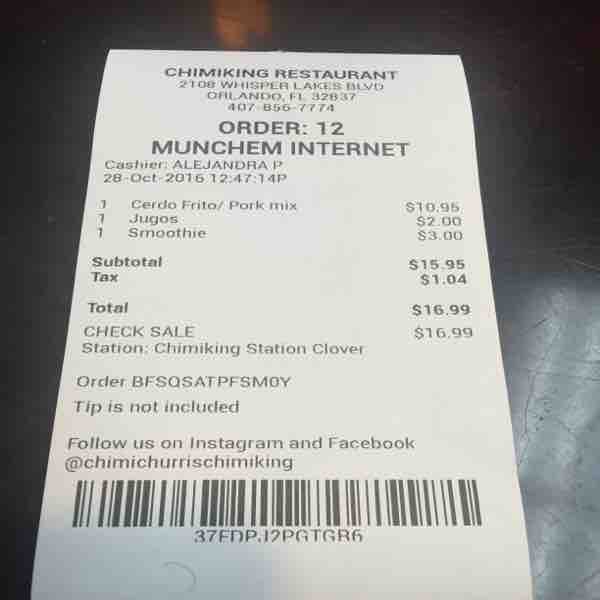 CHIMIKING RESTAURANT
2108 WHISPER LAKES BLVD
ORLANDO, FL 32837
407-856-7774
ORDER: 12
MUNCHEM INTERNET
Cashier: ALEJANDRA P
28-Oct-2016 12:47:14P
1 Cerdo Frito/ Pork mix $10.95
1 Jugos $2.00
1 Smoothie $3.00
Subtotal $15.95
Tax $1.04
Total $16.99
CHECK SALE $16.99
Station: Chimiking Station Clover
Order BFSQSATPFSM0Y
Tip is not included
Follow us on Instagram and Facebook
@chimichurrischimiking
37FDPJ2PGTGR6